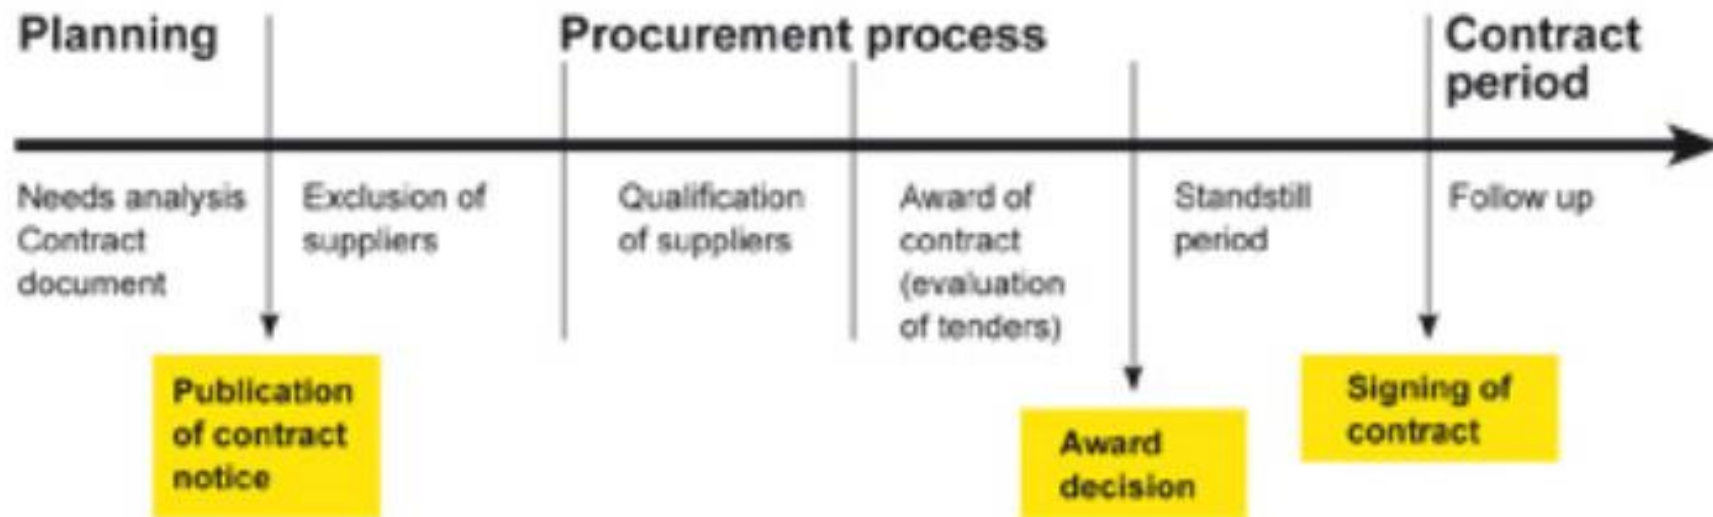 Planning
Procurement process
Contract
period
Needs analysis
Contract
document
Exclusion of
suppliers
Qualification
of suppliers
Award of
contract
(evaluation
of tenders)
Standstill
period
Follow up
Publication
of contract
notice
Award
decision
Signing of
contract